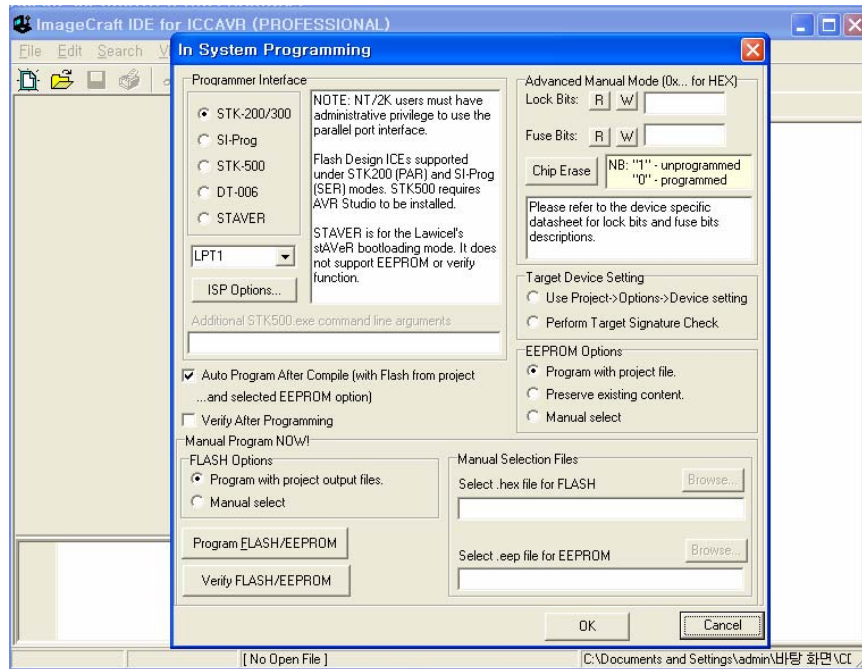 ImageCraft IDE for ICCAVR (PROFESSIONAL)
File Edit Search
In System Programming
Programmer Interface
STK-200/300
SI-Prog
STK-500
DT-006
STAVER
LPT1
ISP Options...
NOTE: NT/2K users must have
administrative privilege to use the
parallel port interface.
Flash Design ICEs supported
under STK200 (PAR) and SI-Prog
(SER) modes. STK500 requires
AVR Studio to be installed.
STAVER is for the Lawicel's
stAVeR bootloading mode. It does
not support EEPROM or verify
function.
Additional STK500.exe command line arguments
Auto Program After Compile (with Flash from project
...and selected EEPROM option)
Verify After Programming
Advanced Manual Mode (0x... for HEX)
Lock Bits: R W
Fuse Bits: R W
Chip Erase
NB: "1" - unprogrammed
"0" - programmed
Please refer to the device specific
datasheet for lock bits and fuse bits
descriptions.
Target Device Setting
Use Project->Options->Device setting
Perform Target Signature Check
EEPROM Options
Program with project file.
Preserve existing content.
Manual select
Manual Program NOW!
FLASH Options
Program with project output files.
Manual select
Program FLASH/EEPROM
Verify FLASH/EEPROM
Manual Selection Files
Select .hex file for FLASH
Browse...
Select .eep file for EEPROM
Browse...
OK
Cancel
[ No Open File ]
C:\Documents and Settings\admin\바탕 화면\